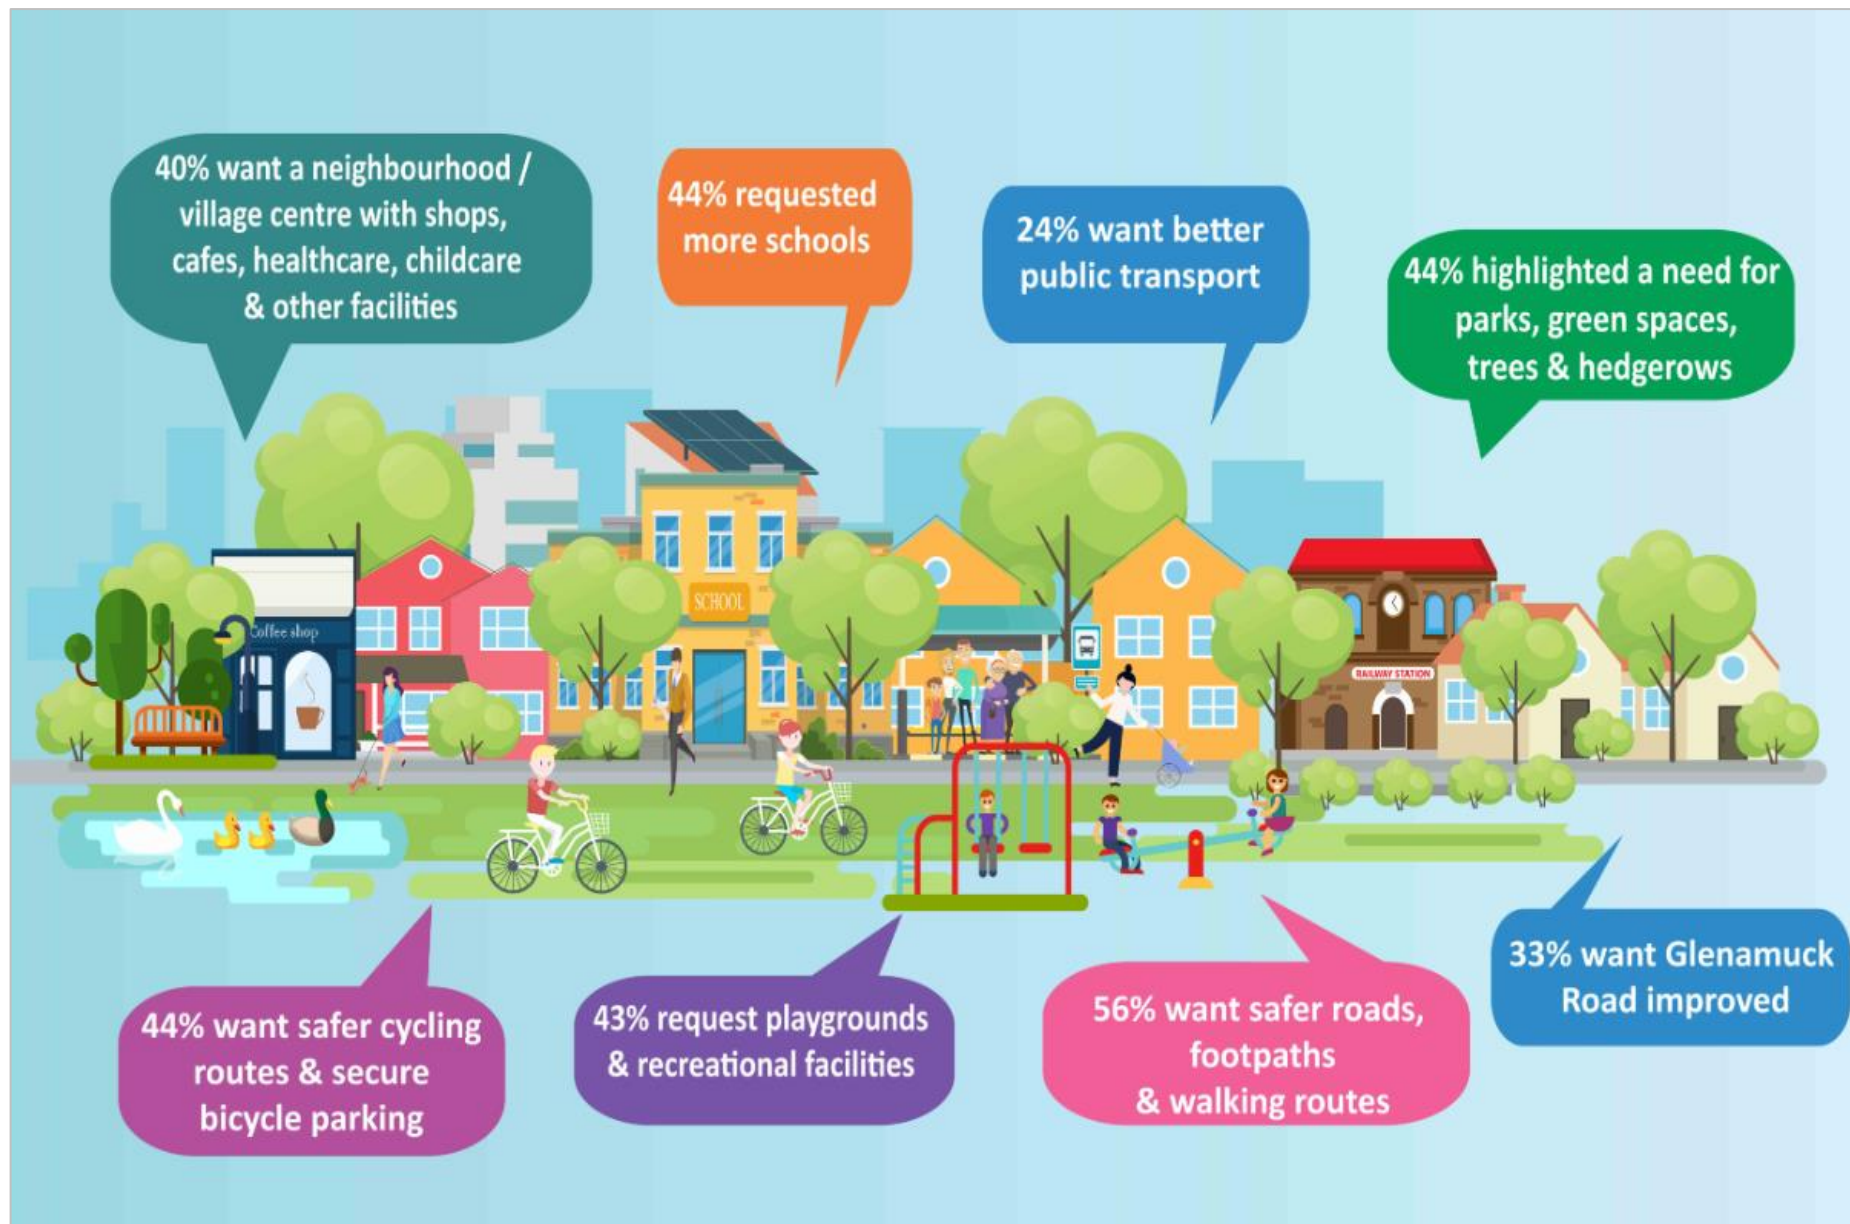 40% want a neighbourhood /
village centre with shops,
cafes, healthcare, childcare
& other facilities
44% requested
more schools
24% want better
public transport
44% highlighted a need for
parks, green spaces,
trees & hedgerows
Coffee shop
SCHOOL
RAILWAY STATION
44% want safer cycling
routes & secure
bicycle parking
43% request playgrounds
& recreational facilities
56% want safer roads,
footpaths
& walking routes
33% want Glenamuck
Road improved